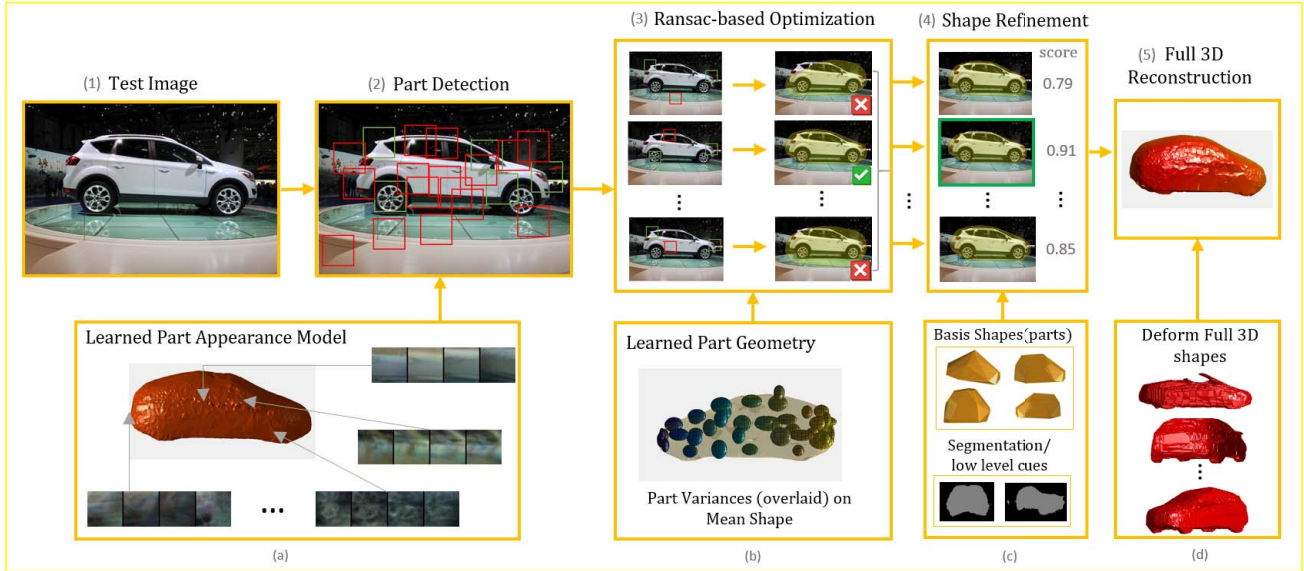 (1) Test Image
(2) Part Detection
(3) Ransac-based Optimization
(4) Shape Refinement
score
0.79
0.91
0.85
(5) Full 3D
Reconstruction
Learned Part Appearance Model
(a)
Learned Part Geometry
Part Variances (overlaid) on
Mean Shape
(b)
Basis Shapes(parts)
Segmentation/
low level cues
(c)
Deform Full 3D
shapes
(d)